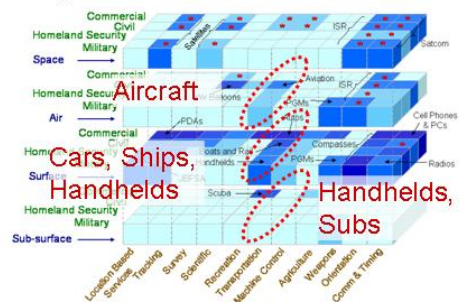 Commercial
Civil
Homeland Security
Military
Space
Satellites
ISR
Satcom
Commercial
Homeland Security
Military
Air
Aircraft
Balloons
Aviation
PGMs
ISR
Commercial
Civil
Surface
PDAs
Boats and
Handhelds
Compasses
PGMs
Cell Phones
/ & PCs
Radios
Cars, Ships,
Handhelds
Scuba
Handhelds,
Subs
Homeland Security
Military
Sub-surface
Location Based
Services
Tracking
Survey
Scientific
Recreation
Transportation
Machine Control
Agriculture
Weapons
Orientation
Comm & Timing